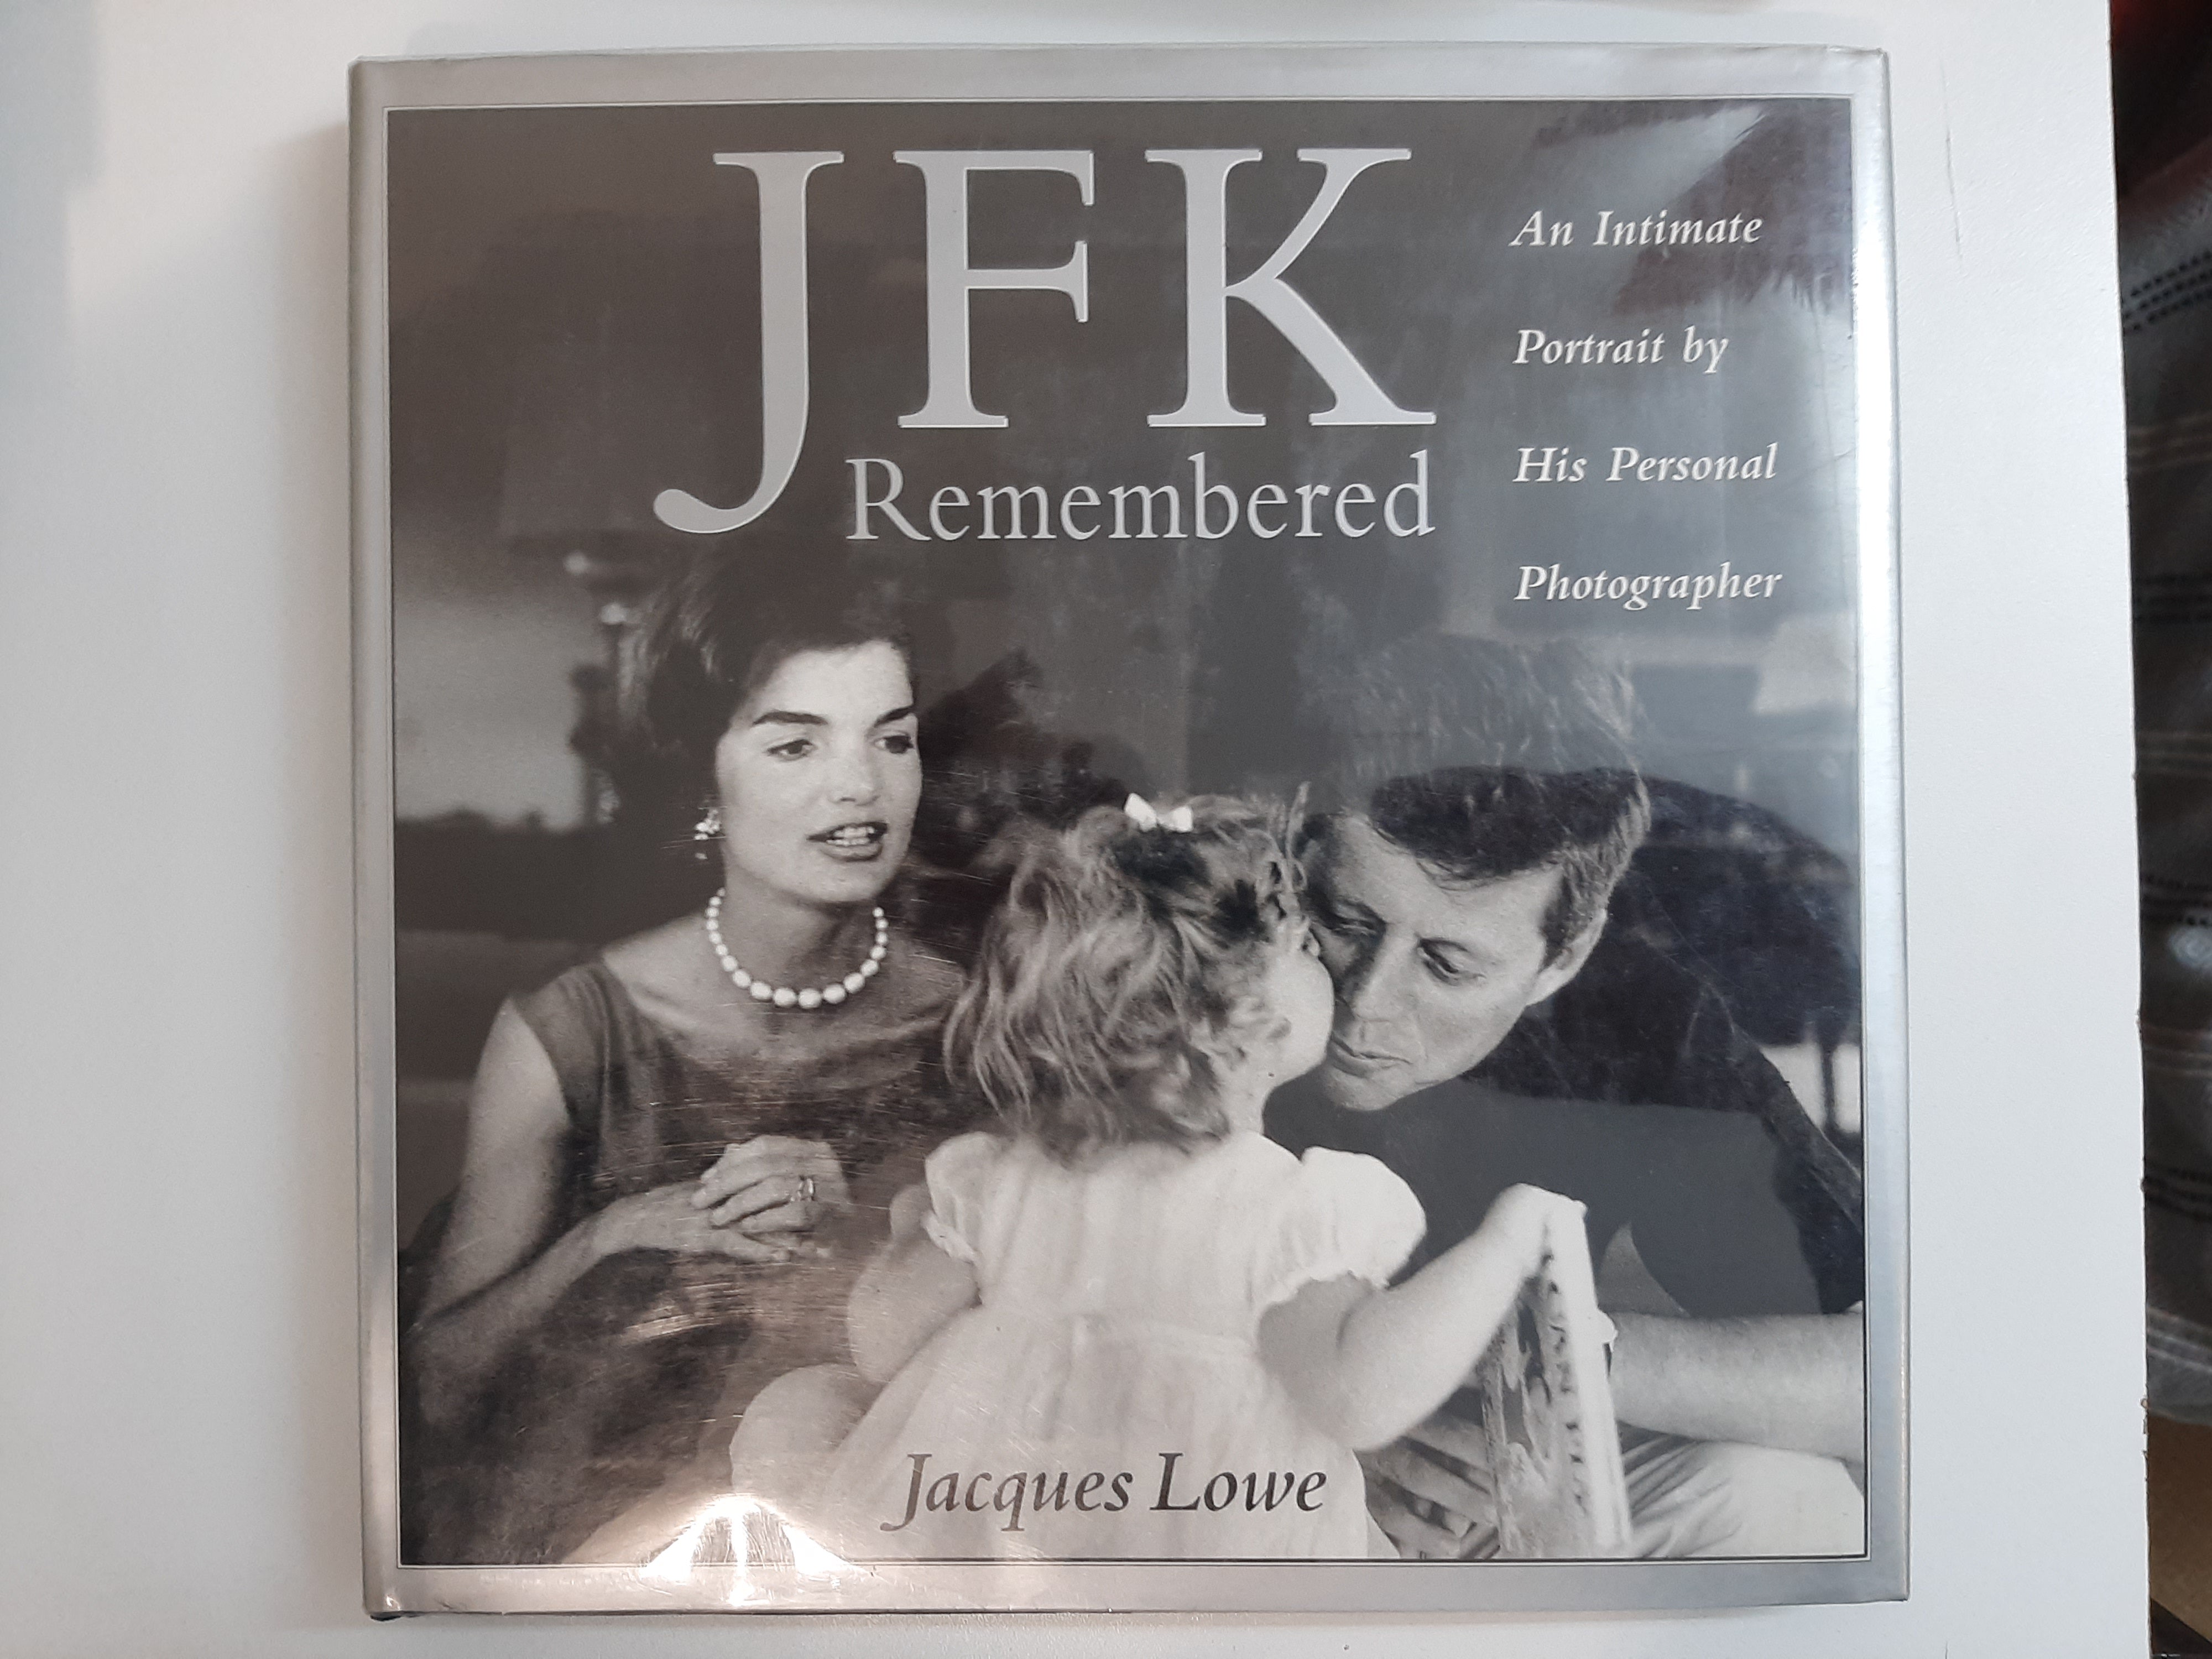 JFK
Remembered
An Intimate
Portrait by
His Personal
Photographer
Jacques Lowe